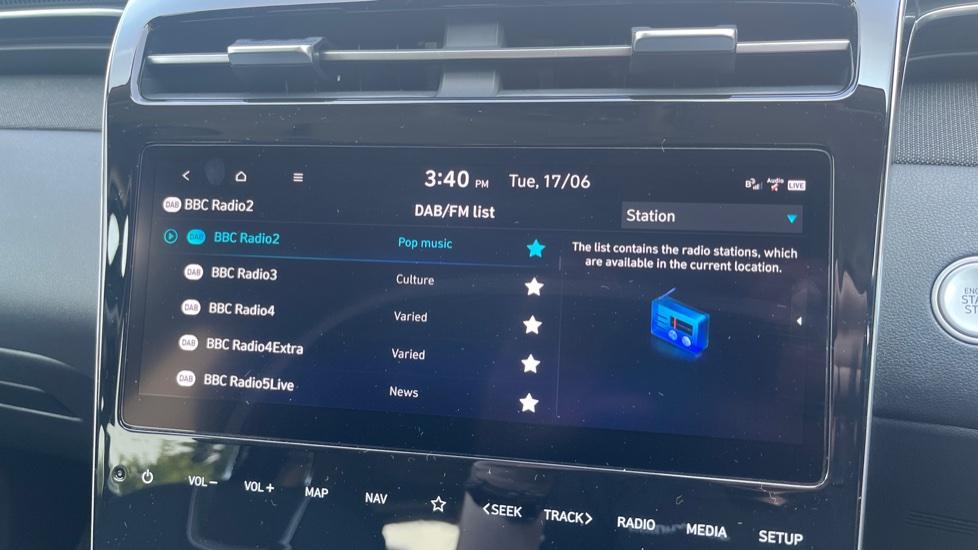 3:40 PM Tue, 17/06
Audio LIVE
DAB BBC Radio2
DAB/FM list
Station
DAB BBC Radio2 Pop music
DAB BBC Radio3 Culture
DAB BBC Radio4 Varied
DAB BBC Radio4Extra Varied
DAB BBC Radio5Live News
The list contains the radio stations, which
are available in the current location.
VOL− VOL+ MAP NAV <SEEK TRACK> RADIO MEDIA SETUP